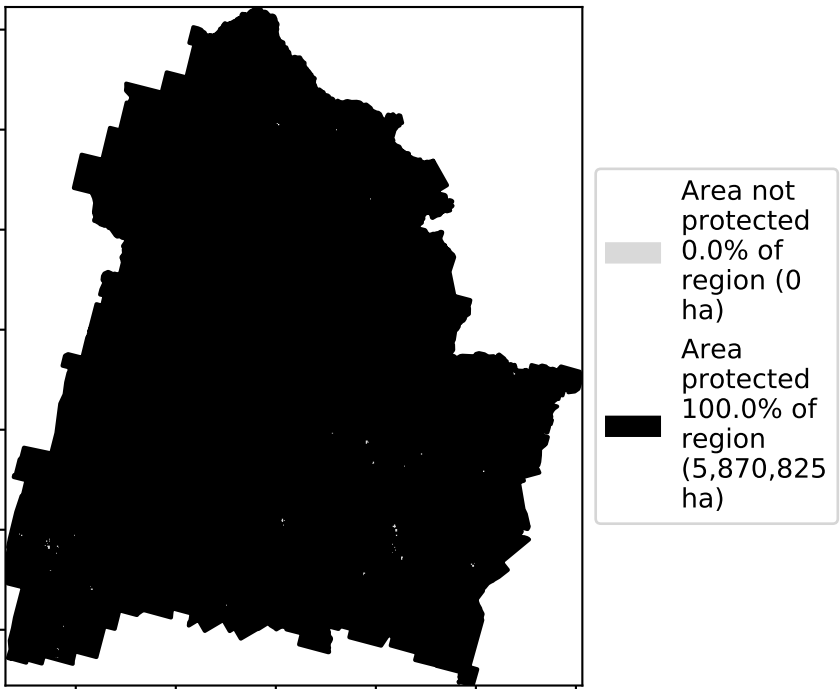 Area not
protected
0.0% of
region (0
ha)
Area
protected
100.0% of
region
(5,870,825
ha)